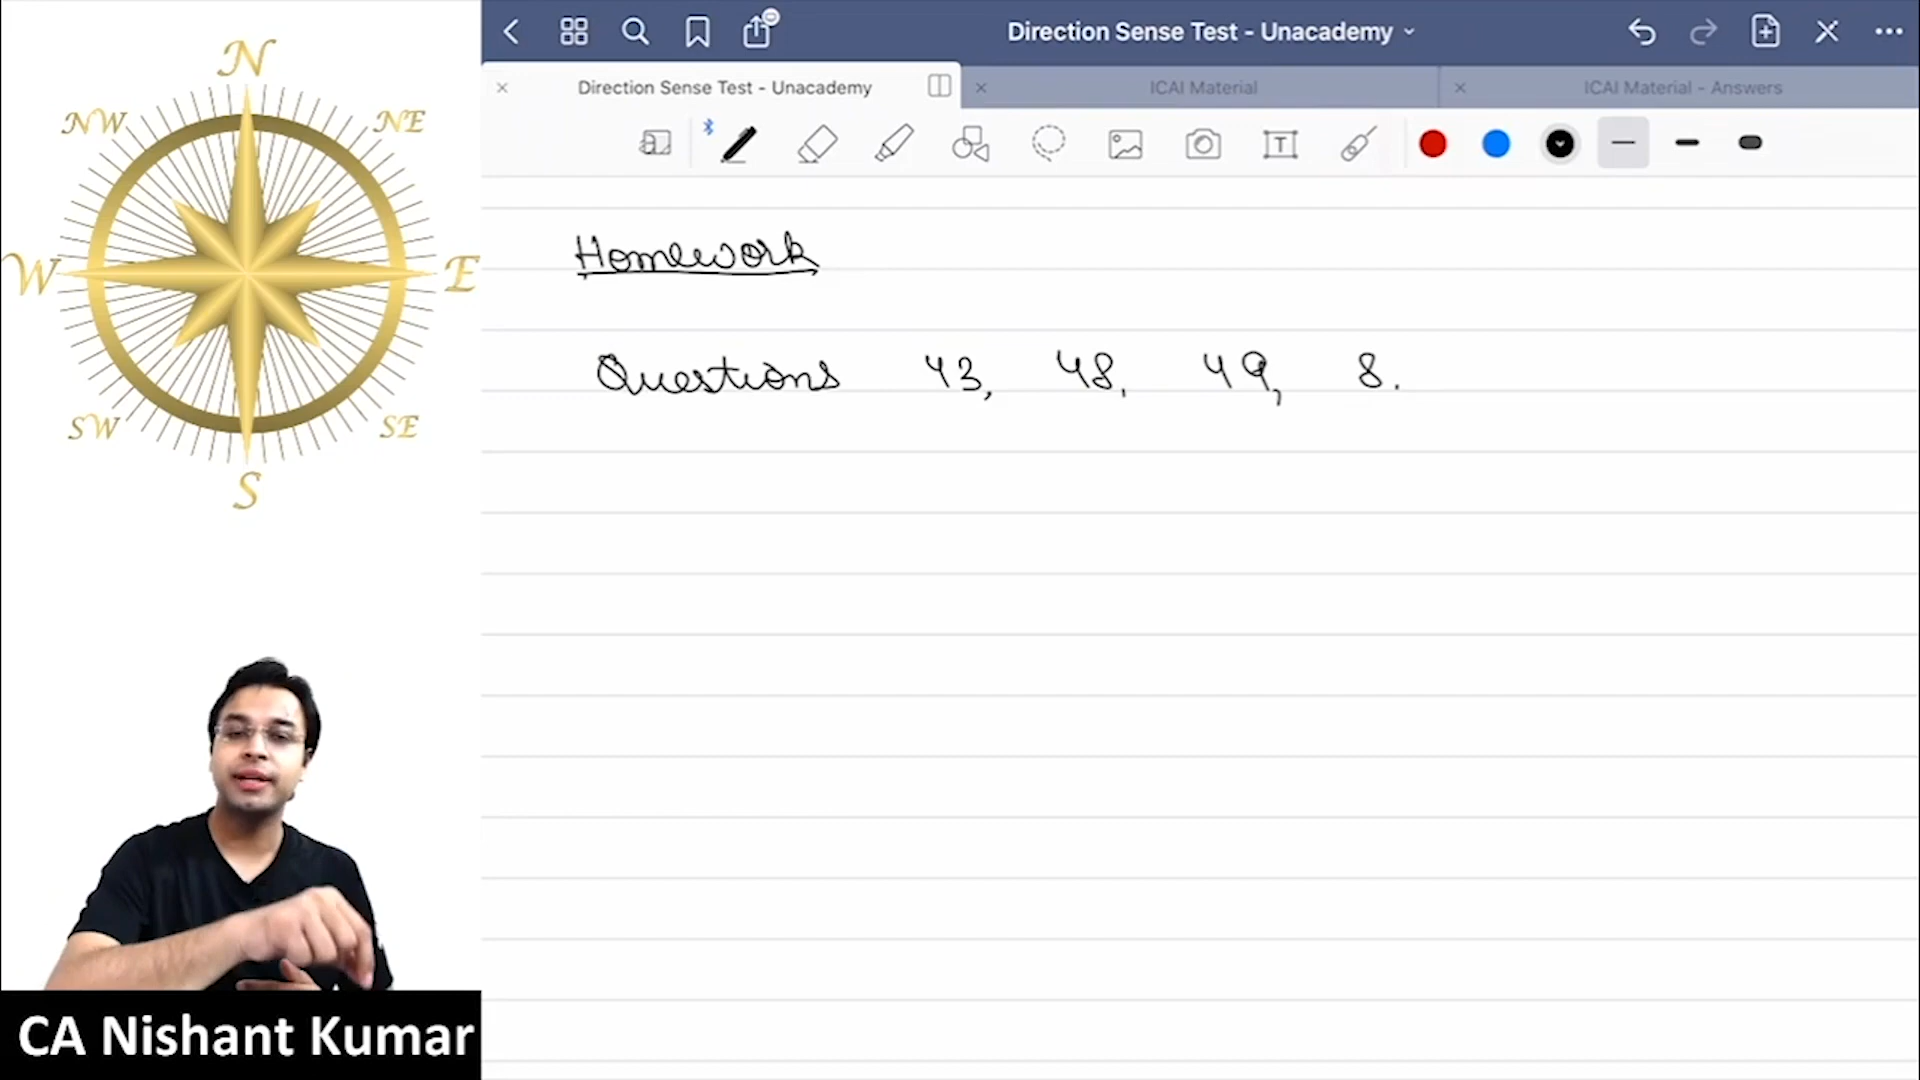 Direction Sense Test - Unacademy
Direction Sense Test - Unacademy
ICAI Material
ICAI Material - Answers
T
Homework
Questions 43, 48, 49, 8.
N
NW NE
W E
SW SE
S
CA Nishant Kumar